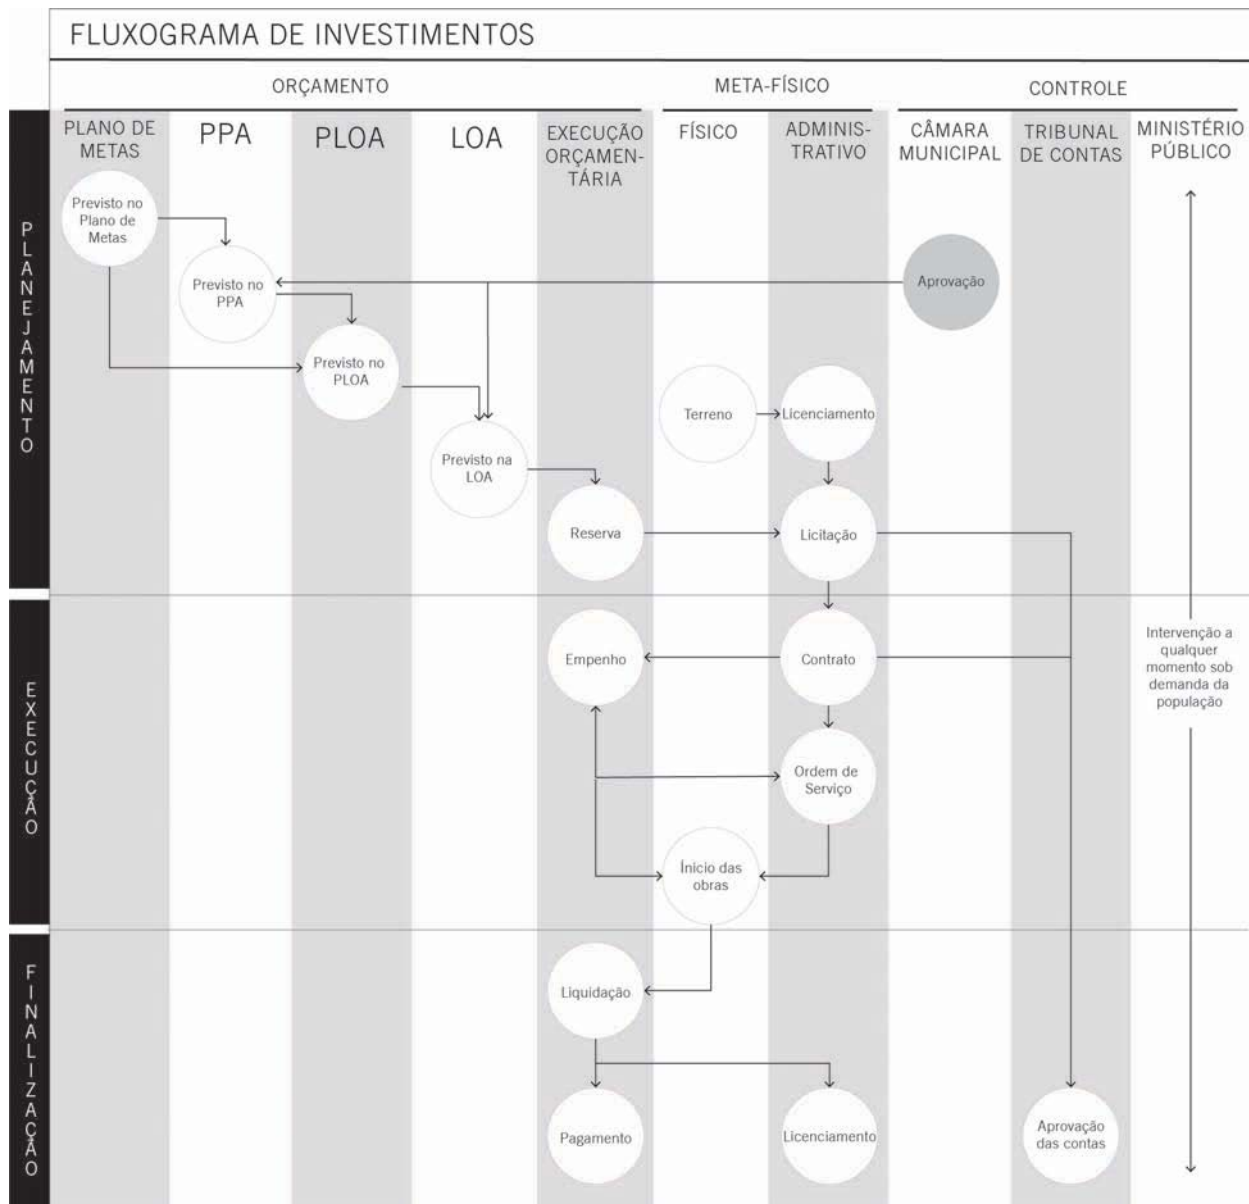 FLUXOGRAMA DE INVESTIMENTOS
ORÇAMENTO
META-FÍSICO
CONTROLE
PLANO DE
METAS
PPA
PLOA
LOA
EXECUÇÃO
ORÇAMEN-
TÁRIA
FÍSICO
ADMINIS-
TRATIVO
CÂMARA
MUNICIPAL
TRIBUNAL
DE CONTAS
MINISTÉRIO
PÚBLICO
PLANEJAMENTO
Previsto no
Plano de
Metas
Previsto no
PPA
Aprovação
Previsto no
PLOA
Terreno
Licenciamento
Previsto na
LOA
Reserva
Licitação
EXECUÇÃO
Empenho
Contrato
Intervenção a
qualquer
momento sob
demanda da
população
Ordem de
Serviço
Ínicio das
obras
FINALIZAÇÃO
Liquidação
Pagamento
Licenciamento
Aprovação
das contas